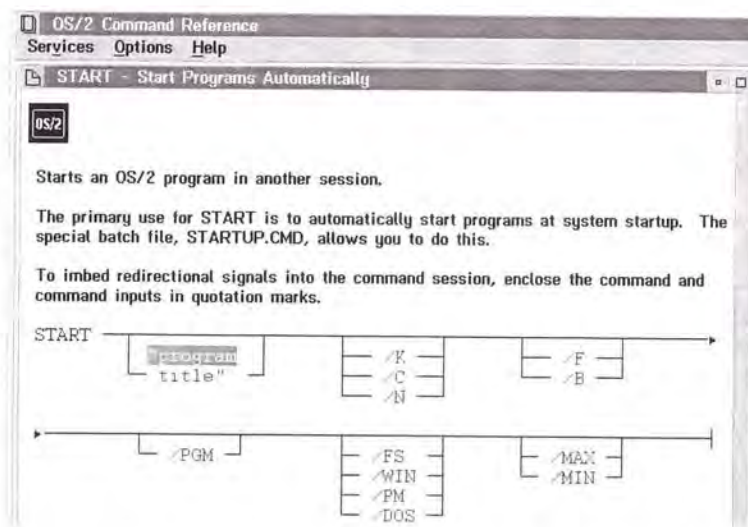 OS/2 Command Reference
Services Options Help
START - Start Programs Automatically
OS/2
Starts an OS/2 program in another session.
The primary use for START is to automatically start programs at system startup. The
special batch file, STARTUP.CMD, allows you to do this.
To imbed redirectional signals into the command session, enclose the command and
command inputs in quotation marks.
START
"program
title"
/K
/C
/N
/F
/B
/PGM
/FS
/WIN
/PM
/DOS
/MAX
/MIN